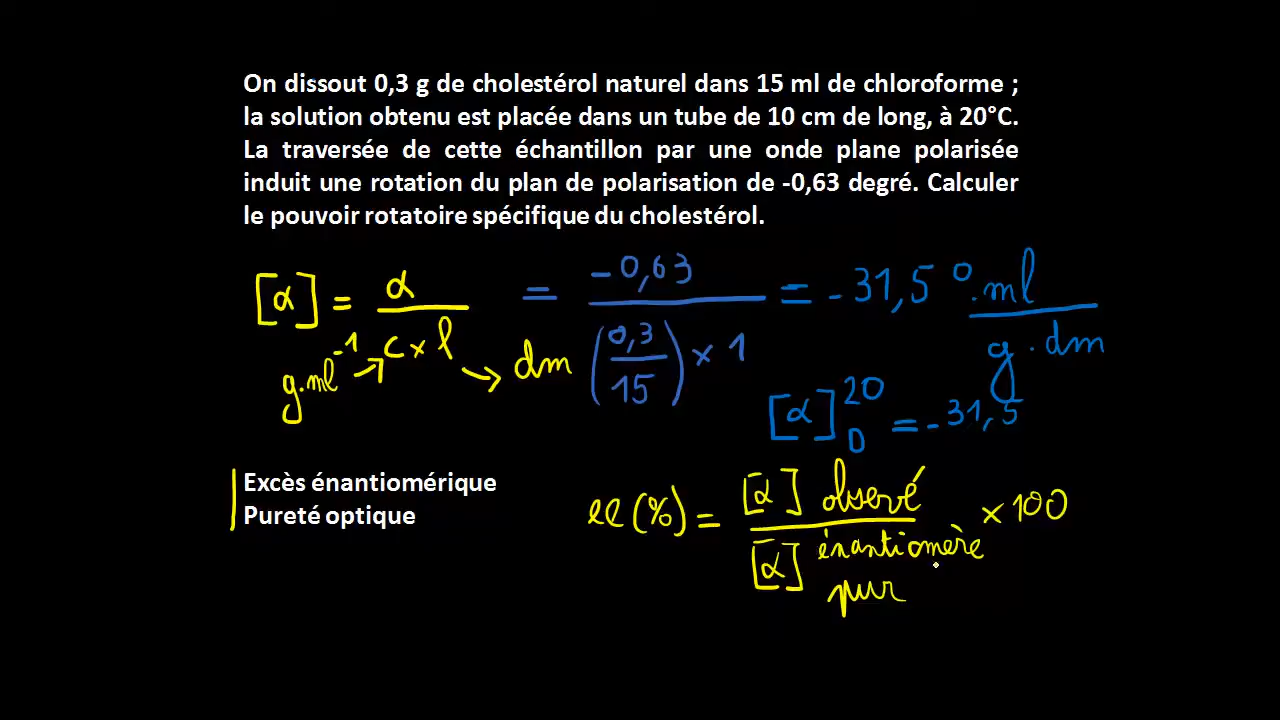 On dissout 0,3 g de cholestérol naturel dans 15 ml de chloroforme ;
la solution obtenu est placée dans un tube de 10 cm de long, à 20°C.
La traversée de cette échantillon par une onde plane polarisée
induit une rotation du plan de polarisation de -0,63 degré. Calculer
le pouvoir rotatoire spécifique du cholestérol.
[α] = α / (c × l) = -0,63 / ((0,3/15) × 1) = -31,5 °.ml / g.dm
g.ml⁻¹ → c × l → dm
[α]²⁰_D = -31,5
Excès énantiomérique
Pureté optique
ee (%) = [α] observé / [α] énantiomère pur × 100